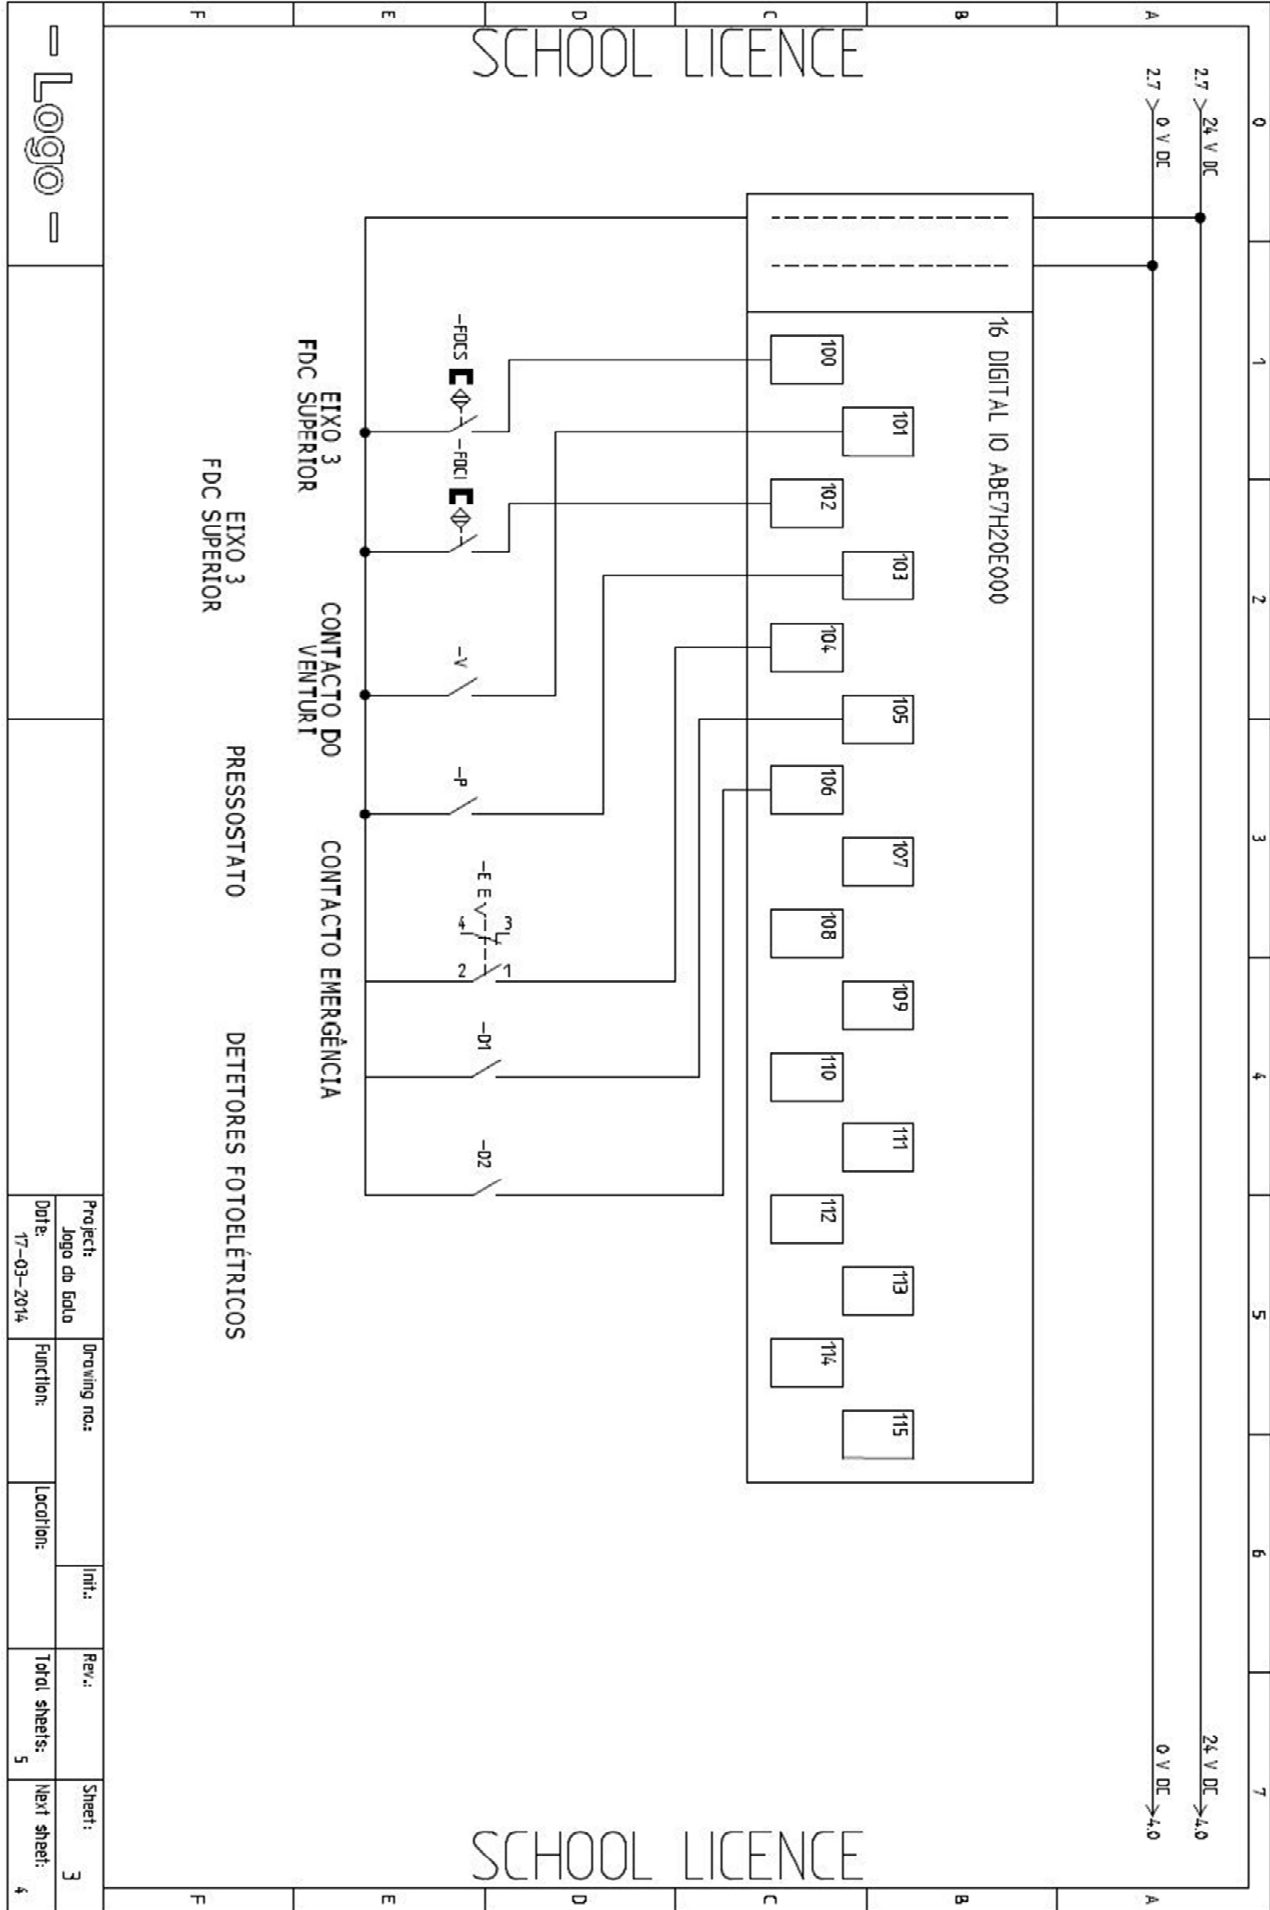 0
1
2
3
4
5
6
7
A
B
C
D
E
F
2.7
24 V DC
24 V DC
4.0
2.7
0 V DC
0 V DC
4.0
16 DIGITAL IO ABE7H20E000
100
101
102
103
104
105
106
107
108
109
110
111
112
113
114
115
SCHOOL LICENCE
SCHOOL LICENCE
-FDCS
-FDCI
-V
-P
-E E
3
4
1
2
-D1
-D2
EIXO 3
FDC SUPERIOR
CONTACTO DO
VENTURI
CONTACTO EMERGÊNCIA
EIXO 3
FDC SUPERIOR
PRESSOSTATO
DETETORES FOTOELÉTRICOS
A
B
C
D
E
F
- Logo -
Project:
Jogo do Galo
Drawing no.:
Init.:
Rev.:
Sheet:
3
Date:
17-03-2014
Function:
Location:
Total sheets:
5
Next sheet:
4